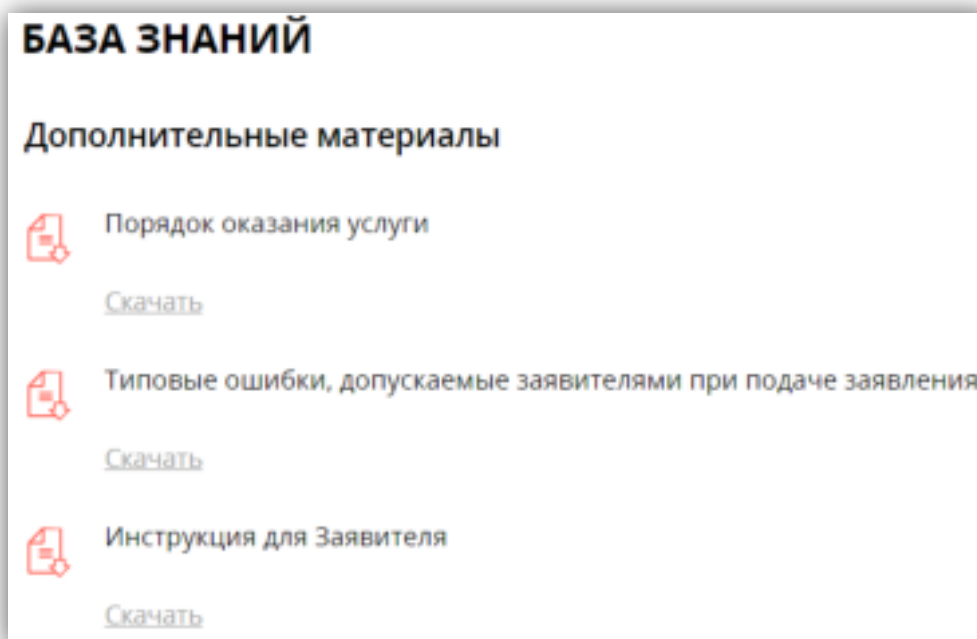 БАЗА ЗНАНИЙ
Дополнительные материалы
Порядок оказания услуги
Скачать
Типовые ошибки, допускаемые заявителями при подаче заявления
Скачать
Инструкция для Заявителя
Скачать